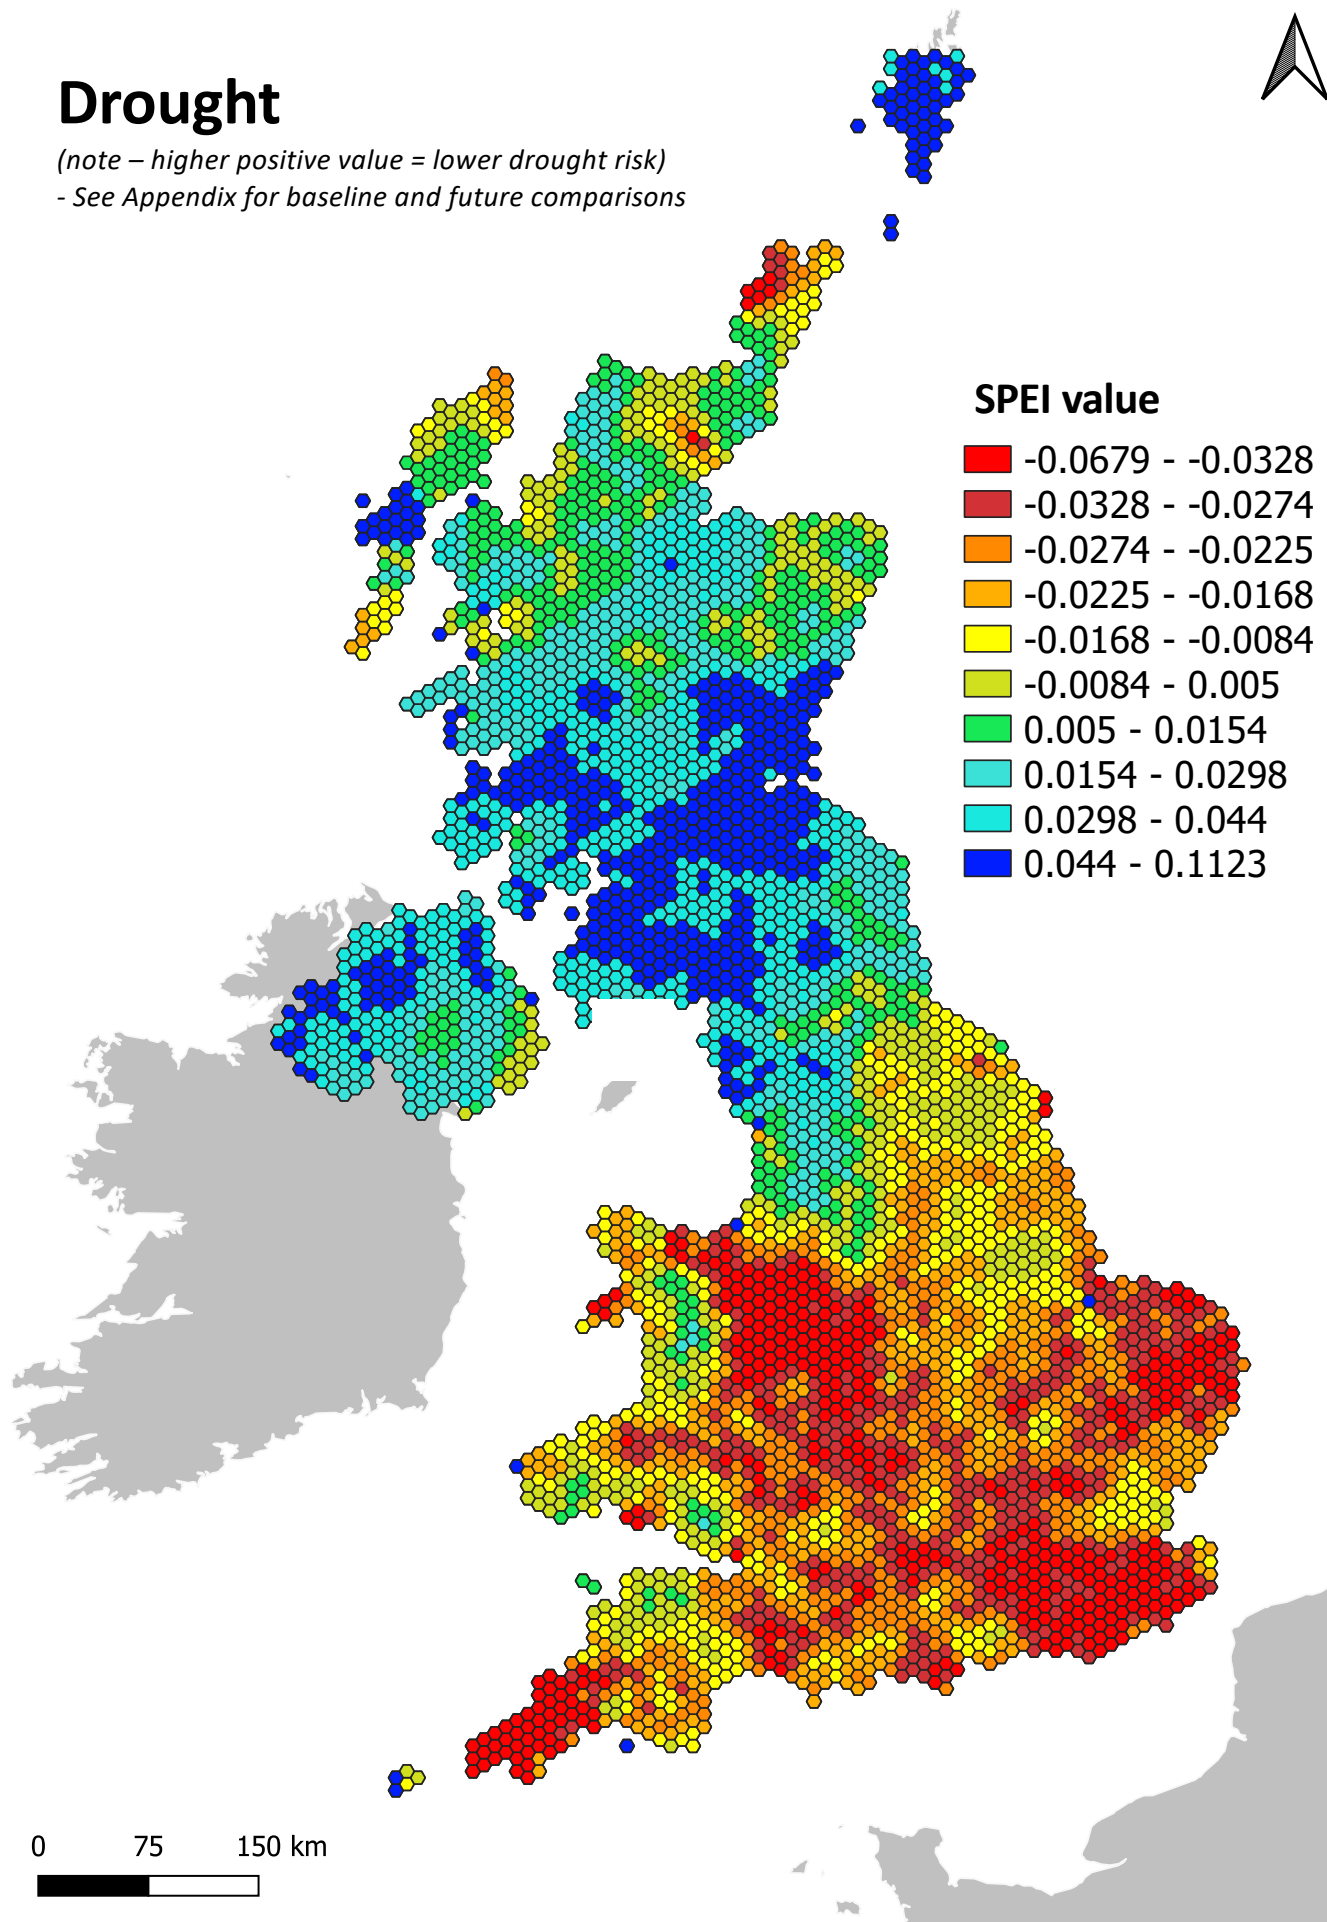 Drought
(note – higher positive value = lower drought risk)
- See Appendix for baseline and future comparisons
SPEI value
-0.0679 - -0.0328
-0.0328 - -0.0274
-0.0274 - -0.0225
-0.0225 - -0.0168
-0.0168 - -0.0084
-0.0084 - 0.005
0.005 - 0.0154
0.0154 - 0.0298
0.0298 - 0.044
0.044 - 0.1123
0 75 150 km